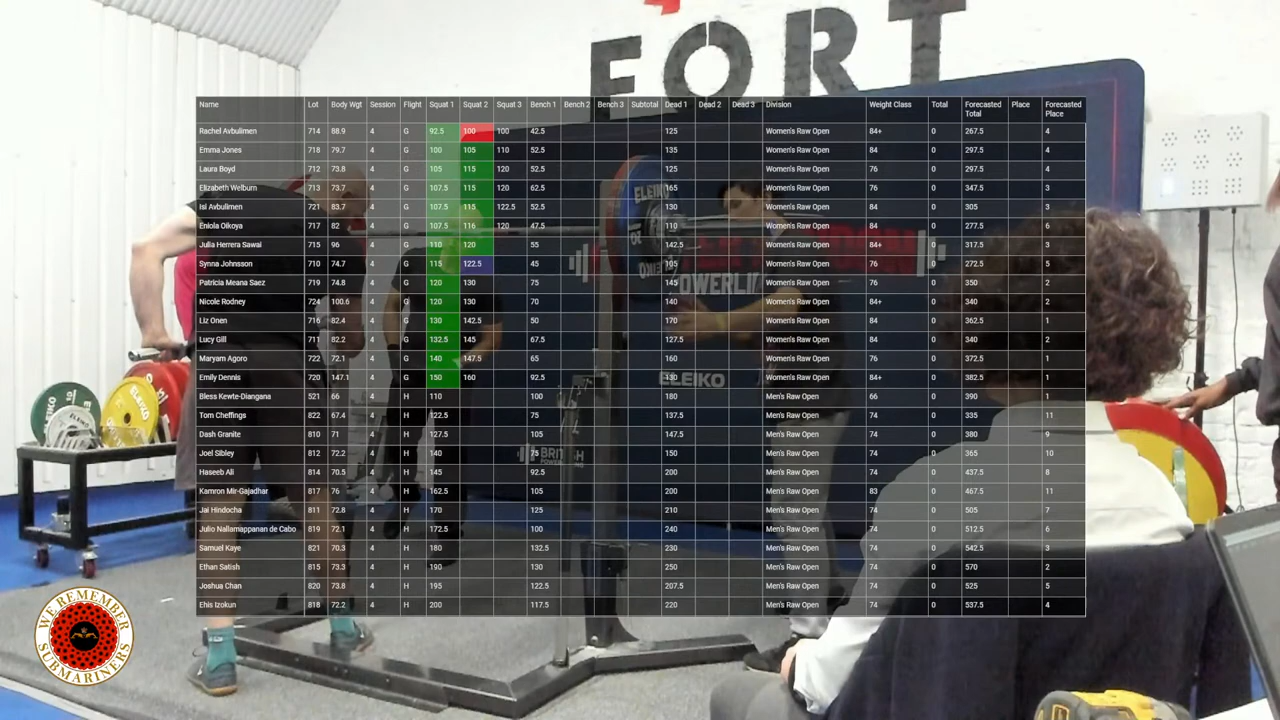 FORT
Name Lot Body Wgt Session Flight Squat 1 Squat 2 Squat 3 Bench 1 Bench 2 Bench 3 Subtotal Dead 1 Dead 2 Dead 3 Division Weight Class Total Forecasted Total Place Forecasted Place
Rachel Avbulimen 714 88.9 4 G 92.5 100 100 42.5 125 Women's Raw Open 84+ 0 267.5 4
Emma Jones 718 79.7 4 G 100 105 110 52.5 135 Women's Raw Open 84 0 297.5 4
Laura Boyd 712 73.8 4 G 105 115 120 52.5 125 Women's Raw Open 76 0 297.5 4
Elizabeth Welburn 713 73.7 4 G 107.5 115 120 62.5 165 Women's Raw Open 76 0 347.5 3
Isi Avbulimen 721 83.7 4 G 107.5 115 122.5 52.5 130 Women's Raw Open 84 0 305 3
Eniola Oikoya 717 82 4 G 107.5 116 120 47.5 110 Women's Raw Open 84 0 277.5 6
Julia Herrera Sawai 715 96 4 G 110 120 55 142.5 Women's Raw Open 84+ 0 317.5 3
Synna Johnsson 710 74.7 4 G 115 122.5 45 105 Women's Raw Open 76 0 272.5 5
Patricia Meana Saez 719 74.8 4 G 120 130 75 145 Women's Raw Open 76 0 350 2
Nicole Rodney 724 100.6 4 G 120 130 70 140 Women's Raw Open 84+ 0 340 2
Liz Onen 716 82.4 4 G 130 142.5 50 170 Women's Raw Open 84 0 362.5 1
Lucy Gill 711 82.2 4 G 132.5 145 67.5 127.5 Women's Raw Open 84 0 340 2
Maryam Agoro 722 72.1 4 G 140 147.5 65 160 Women's Raw Open 76 0 372.5 1
Emily Dennis 720 147.1 4 G 150 160 92.5 130 Women's Raw Open 84+ 0 382.5 1
Bless Kewte-Diangana 521 66 4 H 110 100 180 Men's Raw Open 66 0 390 1
Tom Cheffings 822 67.4 4 H 122.5 75 137.5 Men's Raw Open 74 0 335 11
Dash Granite 810 71 4 H 127.5 105 147.5 Men's Raw Open 74 0 380 9
Joel Sibley 812 72.2 4 H 140 75 150 Men's Raw Open 74 0 365 10
Haseeb Ali 814 70.5 4 H 145 92.5 200 Men's Raw Open 74 0 437.5 8
Kamron Mir-Gajadhar 817 76 4 H 162.5 105 200 Men's Raw Open 83 0 467.5 11
Jai Hindocha 811 72.8 4 H 170 125 210 Men's Raw Open 74 0 505 7
Julio Nallamappanan de Cabo 819 72.1 4 H 172.5 100 240 Men's Raw Open 74 0 512.5 6
Samuel Kaye 821 70.3 4 H 180 132.5 230 Men's Raw Open 74 0 542.5 3
Ethan Satish 815 73.3 4 H 190 130 250 Men's Raw Open 74 0 570 2
Joshua Chan 820 73.8 4 H 195 122.5 207.5 Men's Raw Open 74 0 525 5
Ehis Izokun 818 72.2 4 H 200 117.5 220 Men's Raw Open 74 0 537.5 4
ELEIKO
POWERLI
ELEIKO
WE REMEMBER
SUBMARINERS